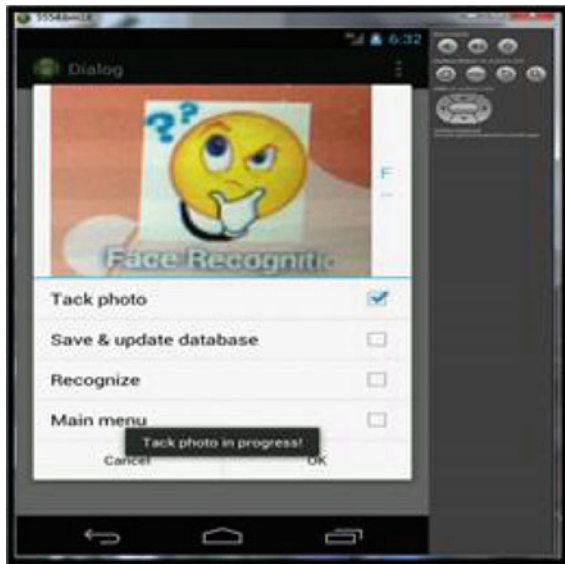 6:32
Dialog
??
F
Face Recognitio
Tack photo
Save & update database
Recognize
Main menu
Tack photo in progress!
Cancel
OK